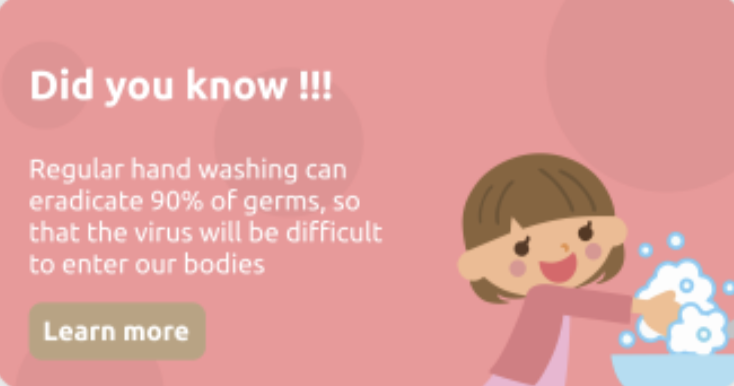 Did you know !!!
Regular hand washing can
eradicate 90% of germs, so
that the virus will be difficult
to enter our bodies
Learn more